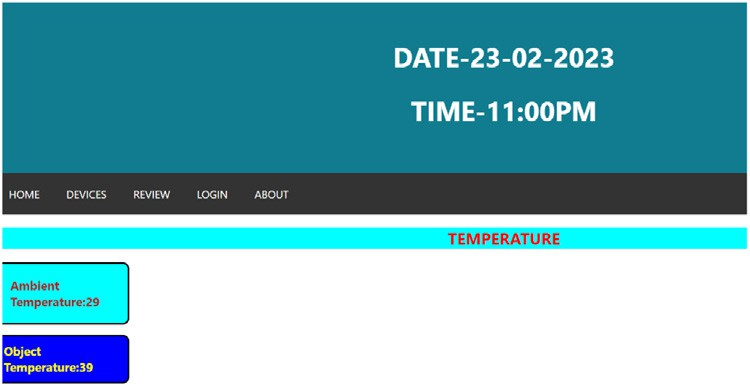 DATE-23-02-2023
TIME-11:00PM
HOME DEVICES REVIEW LOGIN ABOUT
TEMPERATURE
Ambient
Temperature:29
Object
Temperature:39